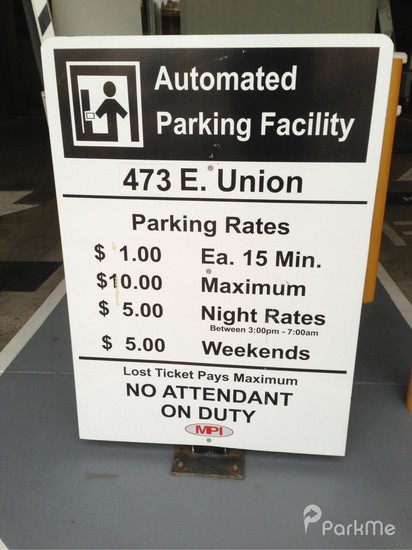 Automated
Parking Facility
473 E. Union
Parking Rates
$ 1.00 Ea. 15 Min.
$10.00 Maximum
$ 5.00 Night Rates
Between 3:00pm - 7:00am
$ 5.00 Weekends
Lost Ticket Pays Maximum
NO ATTENDANT
ON DUTY
MPI
ParkMe